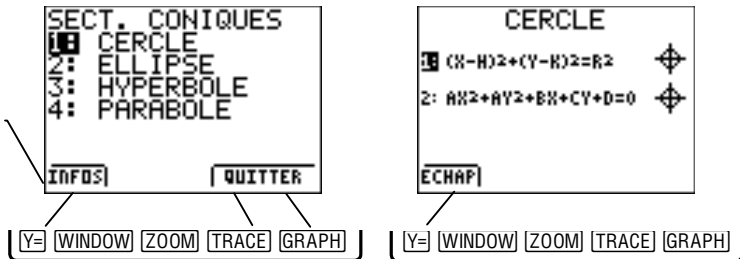 SECT. CONIQUES
1: CERCLE
2: ELLIPSE
3: HYPERBOLE
4: PARABOLE
INFOS QUITTER
Y= WINDOW ZOOM TRACE GRAPH
CERCLE
1: (X-H)2+(Y-K)2=R2
2: AX2+AY2+BX+CY+D=0
ECHAP
Y= WINDOW ZOOM TRACE GRAPH